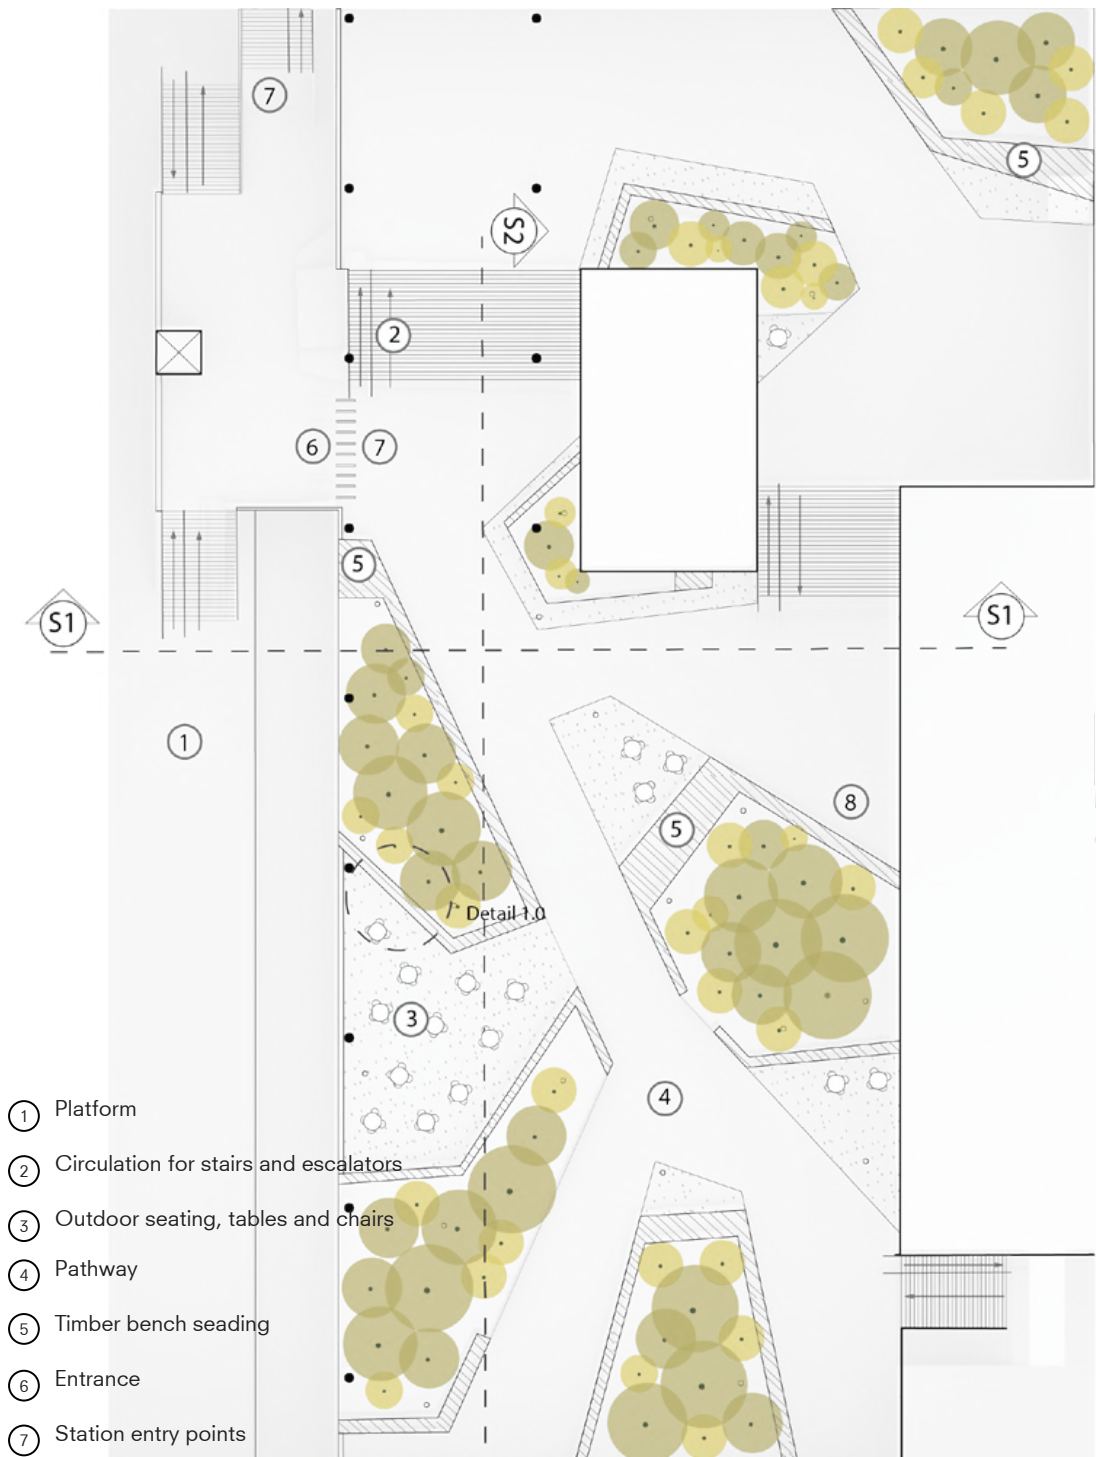 7
5
S2
2
6
7
5
S1
S1
1
8
5
Detail 1.0
3
4
1 Platform
2 Circulation for stairs and escalators
3 Outdoor seating, tables and chairs
4 Pathway
5 Timber bench seading
6 Entrance
7 Station entry points